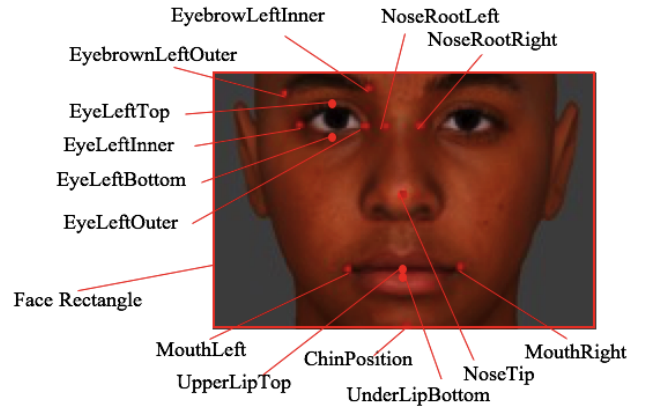 EyebrowLeftInner
NoseRootLeft
NoseRootRight
EyebrownLeftOuter
EyeLeftTop
EyeLeftInner
EyeLeftBottom
EyeLeftOuter
Face Rectangle
MouthLeft
ChinPosition
MouthRight
UpperLipTop
NoseTip
UnderLipBottom